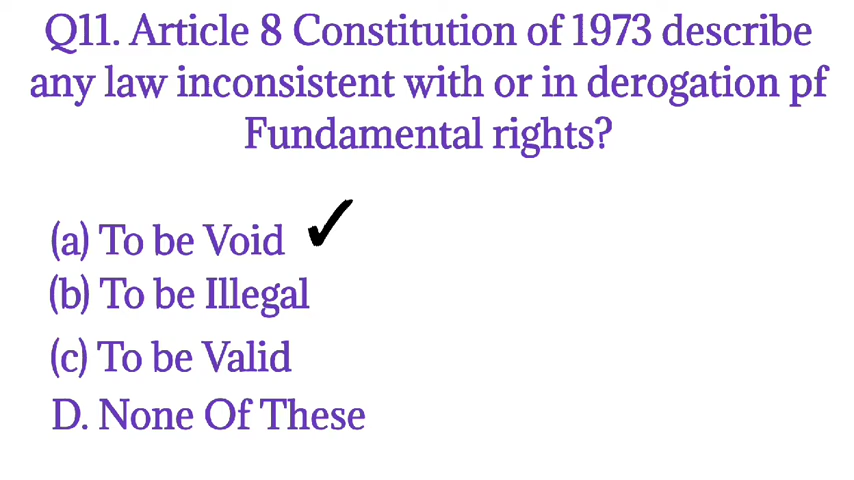 Q11. Article 8 Constitution of 1973 describe
any law inconsistent with or in derogation pf
Fundamental rights?
(a) To be Void ✓
(b) To be Illegal
(c) To be Valid
D. None Of These